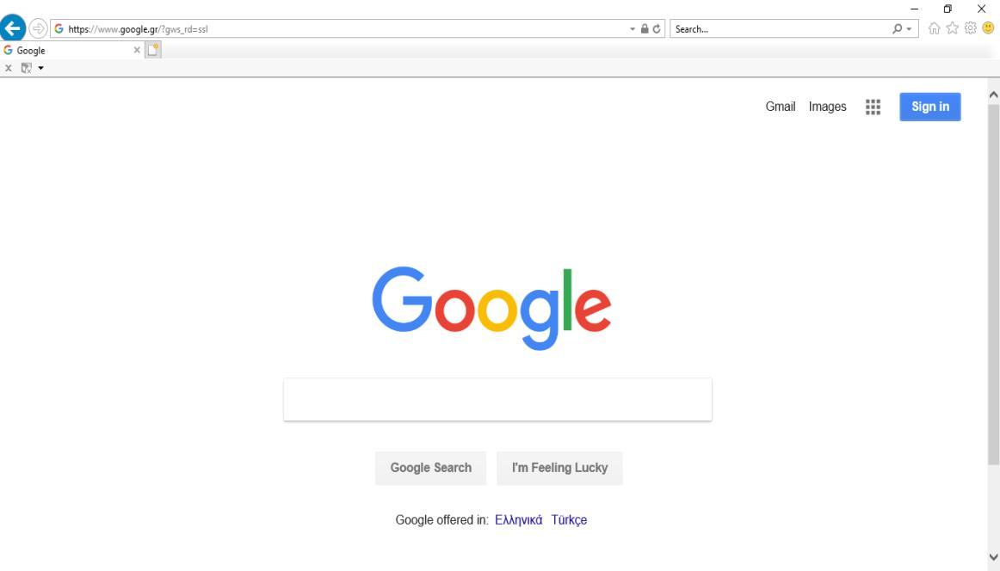 https://www.google.gr/?gws_rd=ssl
Search...
Google
Gmail Images Sign in
Google
Google Search I'm Feeling Lucky
Google offered in: Ελληνικά Türkçe